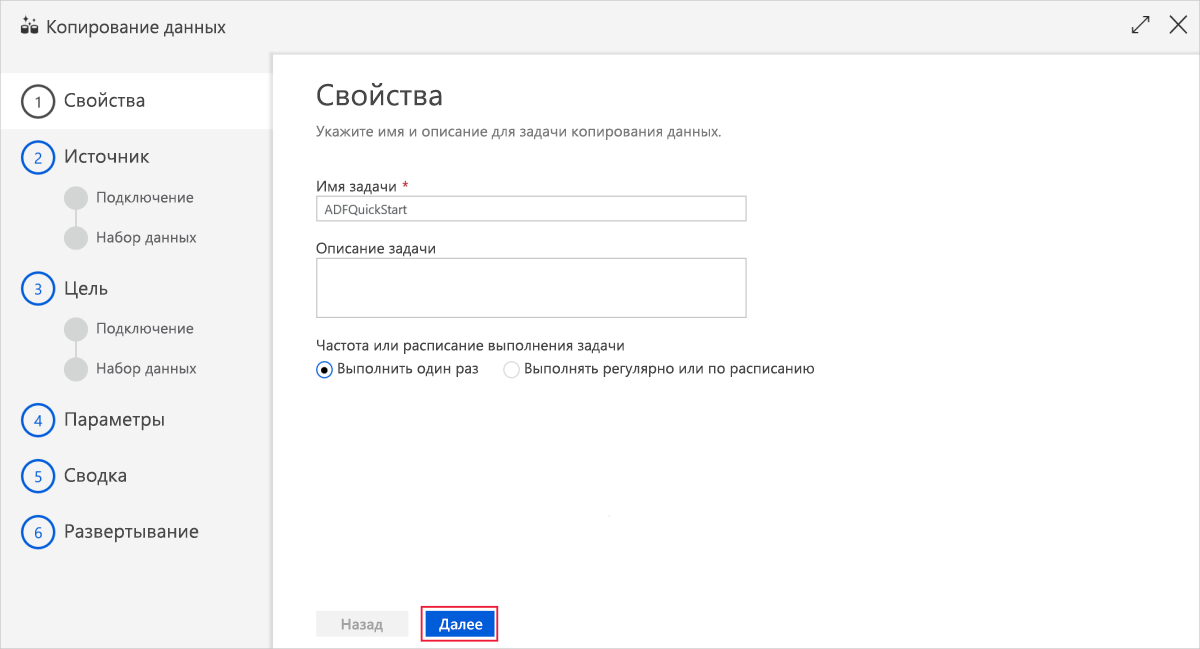 Копирование данных
1 Свойства
2 Источник
Подключение
Набор данных
3 Цель
Подключение
Набор данных
4 Параметры
5 Сводка
6 Развертывание
Свойства
Укажите имя и описание для задачи копирования данных.
Имя задачи *
ADFQuickStart
Описание задачи
Частота или расписание выполнения задачи
Выполнить один раз Выполнять регулярно или по расписанию
Назад Далее